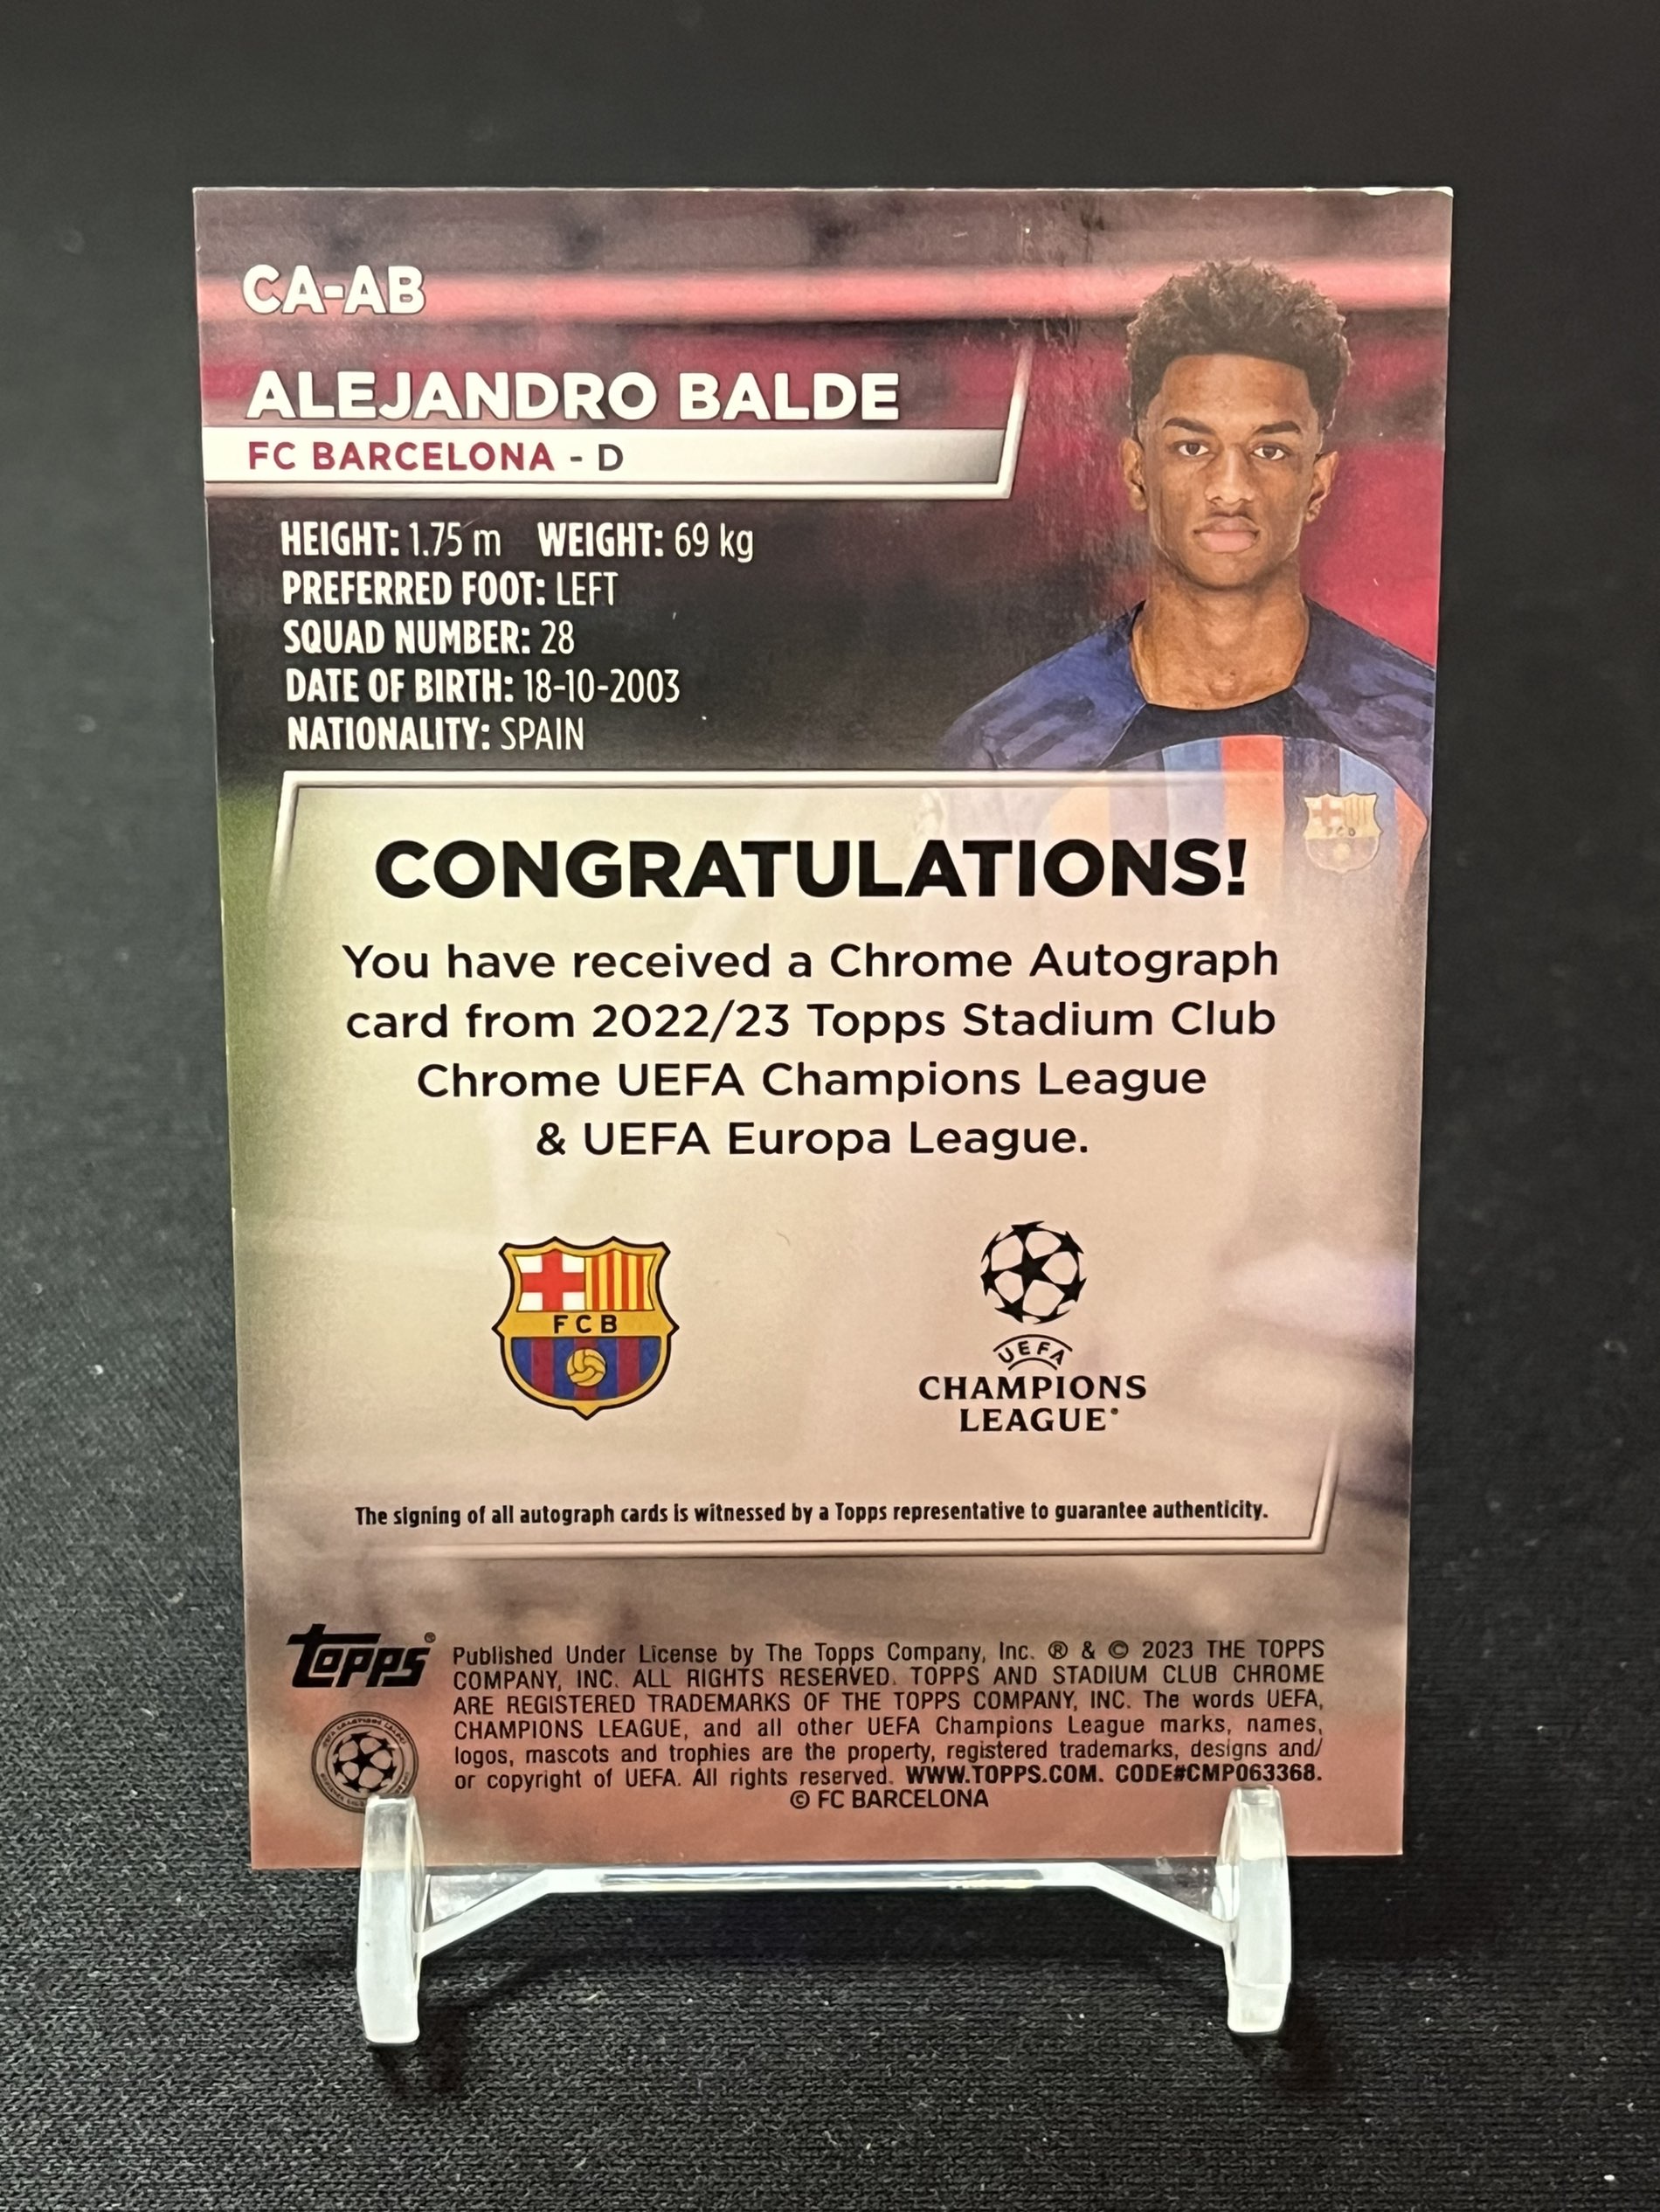 CA-AB
ALEJANDRO BALDE
FC BARCELONA - D
HEIGHT: 1.75 m WEIGHT: 69 kg
PREFERRED FOOT: LEFT
SQUAD NUMBER: 28
DATE OF BIRTH: 18-10-2003
NATIONALITY: SPAIN
CONGRATULATIONS!
You have received a Chrome Autograph
card from 2022/23 Topps Stadium Club
Chrome UEFA Champions League
& UEFA Europa League.
FCB
UEFA
CHAMPIONS
LEAGUE®
The signing of all autograph cards is witnessed by a Topps representative to guarantee authenticity.
Topps®
Published Under License by The Topps Company, Inc. ® & © 2023 THE TOPPS
COMPANY, INC. ALL RIGHTS RESERVED. TOPPS AND STADIUM CLUB CHROME
ARE REGISTERED TRADEMARKS OF THE TOPPS COMPANY, INC. The words UEFA,
CHAMPIONS LEAGUE, and all other UEFA Champions League marks, names,
logos, mascots and trophies are the property, registered trademarks, designs and/
or copyright of UEFA. All rights reserved. WWW.TOPPS.COM. CODE#CMP063368.
© FC BARCELONA